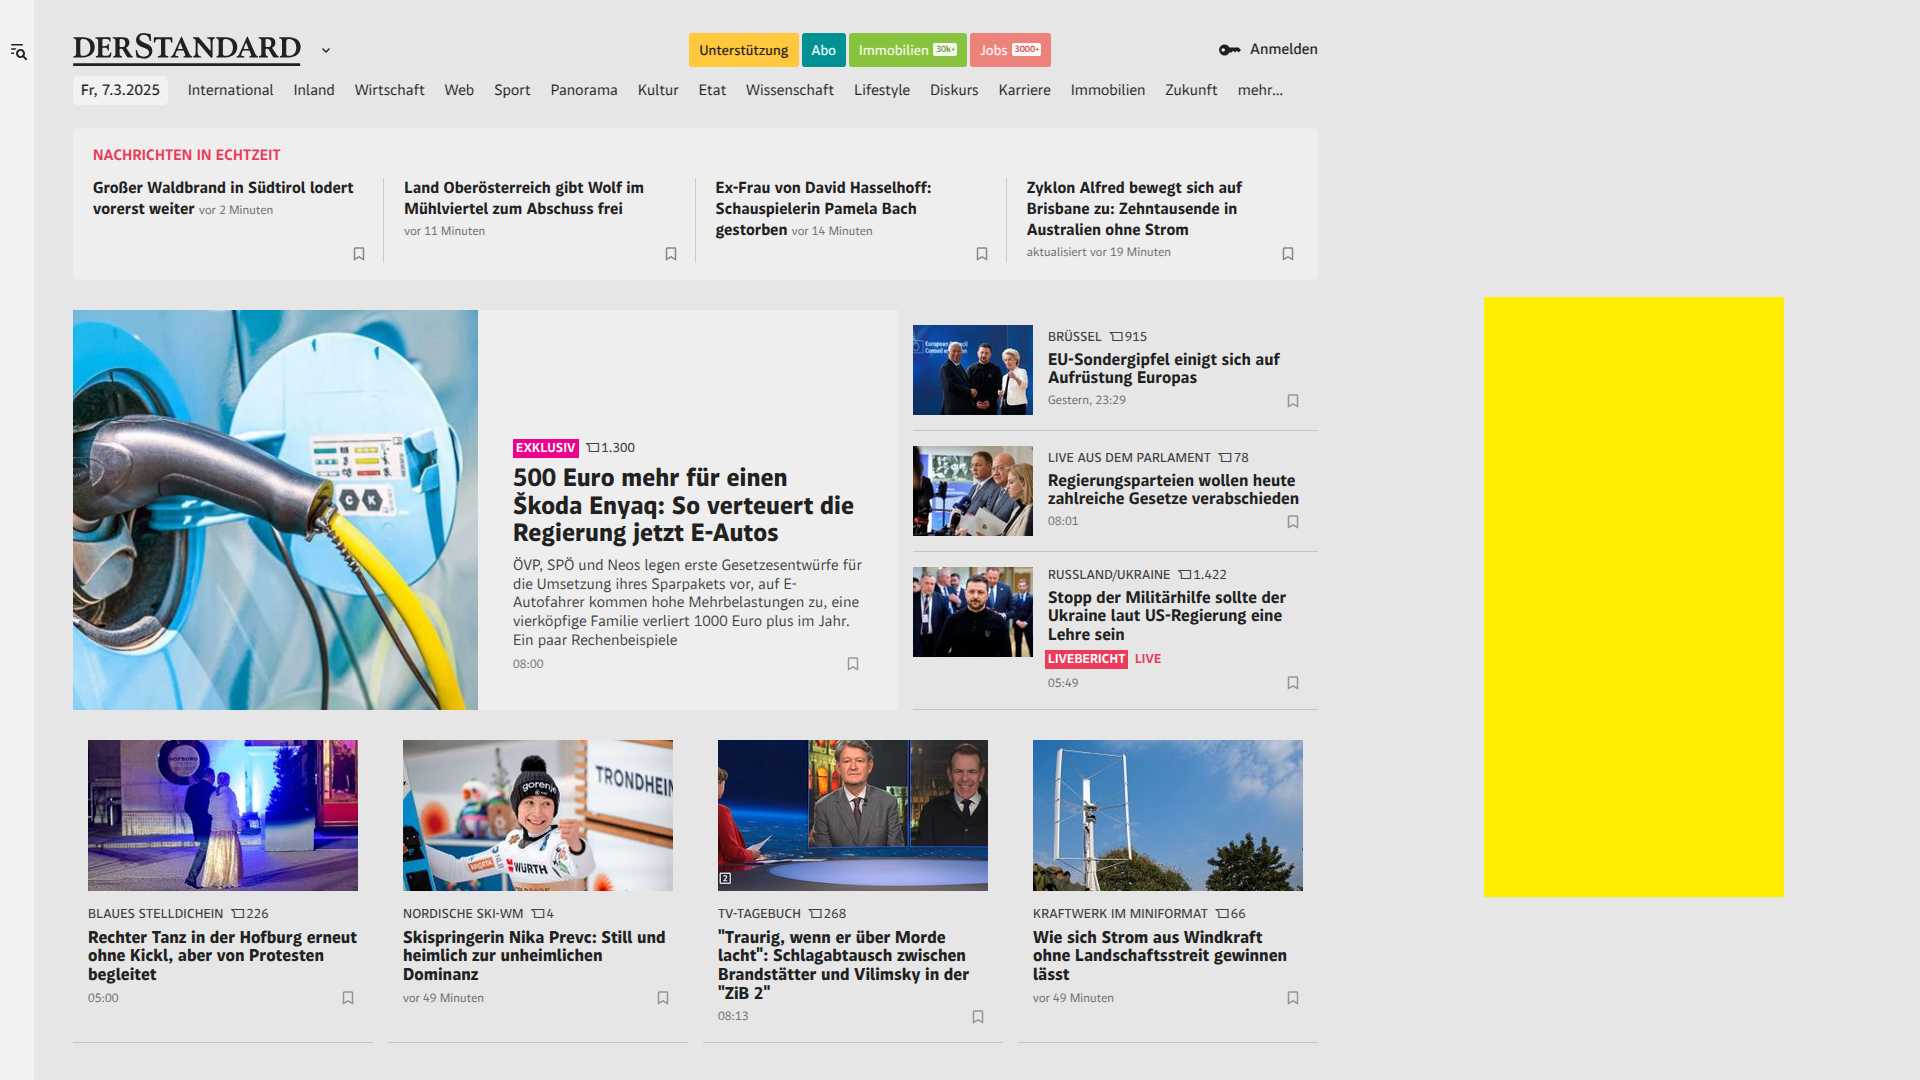 DERSTANDARD
Unterstützung
Abo
Immobilien 30k+
Jobs 3000+
Anmelden
Fr, 7.3.2025
International
Inland
Wirtschaft
Web
Sport
Panorama
Kultur
Etat
Wissenschaft
Lifestyle
Diskurs
Karriere
Immobilien
Zukunft
mehr...
NACHRICHTEN IN ECHTZEIT
Großer Waldbrand in Südtirol lodert
vorerst weiter vor 2 Minuten
Land Oberösterreich gibt Wolf im
Mühlviertel zum Abschuss frei
vor 11 Minuten
Ex-Frau von David Hasselhoff:
Schauspielerin Pamela Bach
gestorben vor 14 Minuten
Zyklon Alfred bewegt sich auf
Brisbane zu: Zehntausende in
Australien ohne Strom
aktualisiert vor 19 Minuten
EXKLUSIV 1.300
500 Euro mehr für einen
Škoda Enyaq: So verteuert die
Regierung jetzt E-Autos
ÖVP, SPÖ und Neos legen erste Gesetzesentwürfe für
die Umsetzung ihres Sparpakets vor, auf E-
Autofahrer kommen hohe Mehrbelastungen zu, eine
vierköpfige Familie verliert 1000 Euro plus im Jahr.
Ein paar Rechenbeispiele
08:00
BRÜSSEL 915
EU-Sondergipfel einigt sich auf
Aufrüstung Europas
Gestern, 23:29
LIVE AUS DEM PARLAMENT 78
Regierungsparteien wollen heute
zahlreiche Gesetze verabschieden
08:01
RUSSLAND/UKRAINE 1.422
Stopp der Militärhilfe sollte der
Ukraine laut US-Regierung eine
Lehre sein
LIVEBERICHT LIVE
05:49
HOFBURG
BLAUES STELLDICHEIN 226
Rechter Tanz in der Hofburg erneut
ohne Kickl, aber von Protesten
begleitet
05:00
TRONDHEIM
gorenje
WÜRTH
NORDISCHE SKI-WM 4
Skispringerin Nika Prevc: Still und
heimlich zur unheimlichen
Dominanz
vor 49 Minuten
2
TV-TAGEBUCH 268
"Traurig, wenn er über Morde
lacht": Schlagabtausch zwischen
Brandstätter und Vilimsky in der
"ZiB 2"
08:13
KRAFTWERK IM MINIFORMAT 66
Wie sich Strom aus Windkraft
ohne Landschaftsstreit gewinnen
lässt
vor 49 Minuten